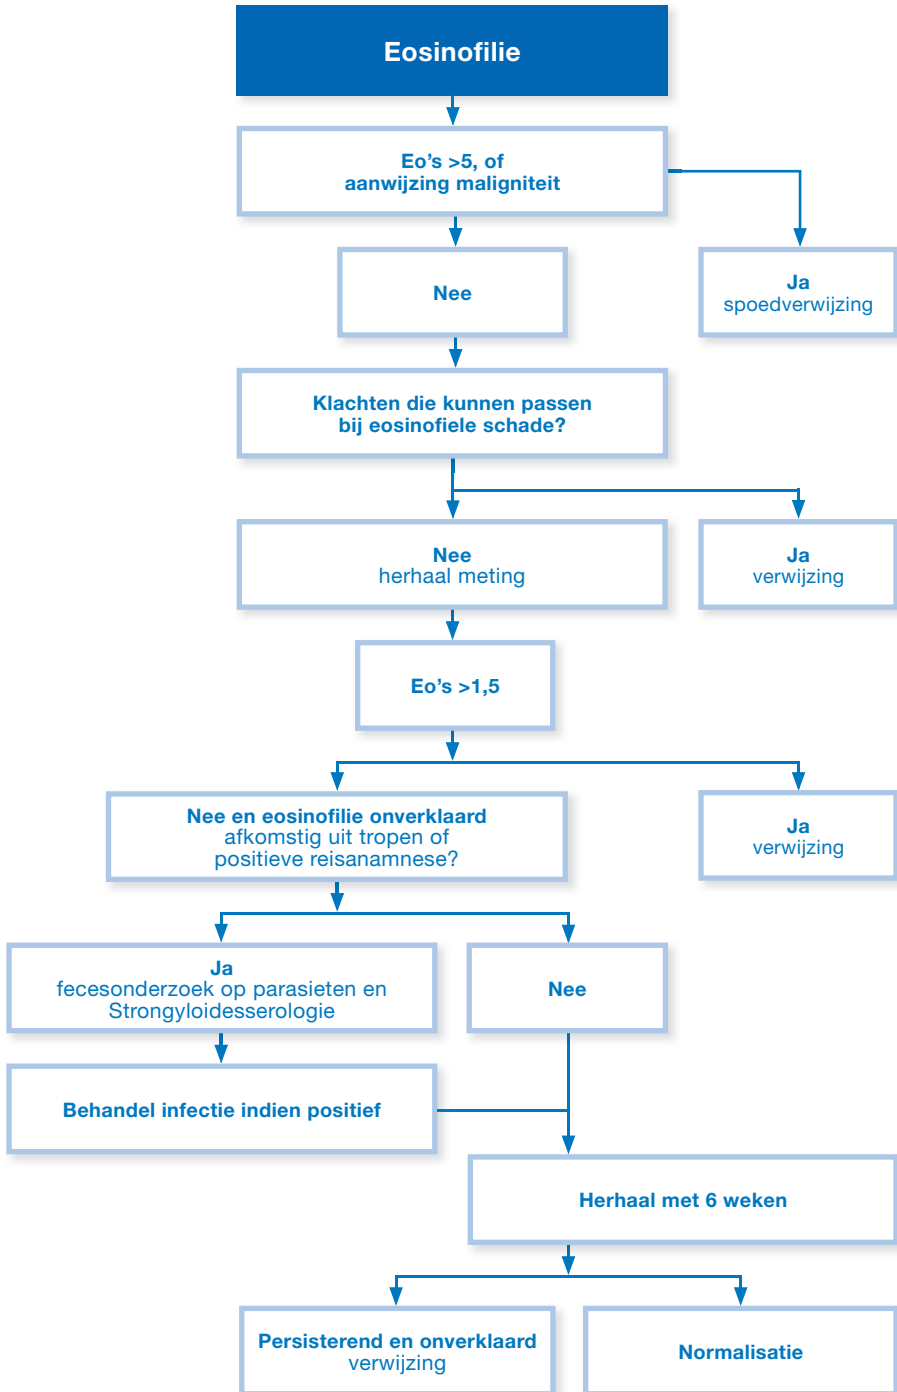 Eosinofilie
Eo’s >5, of
aanwijzing maligniteit
Nee
Ja
spoedverwijzing
Klachten die kunnen passen
bij eosinofiele schade?
Nee
herhaal meting
Ja
verwijzing
Eo’s >1,5
Nee en eosinofilie onverklaard
afkomstig uit tropen of
positieve reisanamnese?
Ja
verwijzing
Ja
fecesonderzoek op parasieten en
Strongyloidesserologie
Nee
Behandel infectie indien positief
Herhaal met 6 weken
Persisterend en onverklaard
verwijzing
Normalisatie